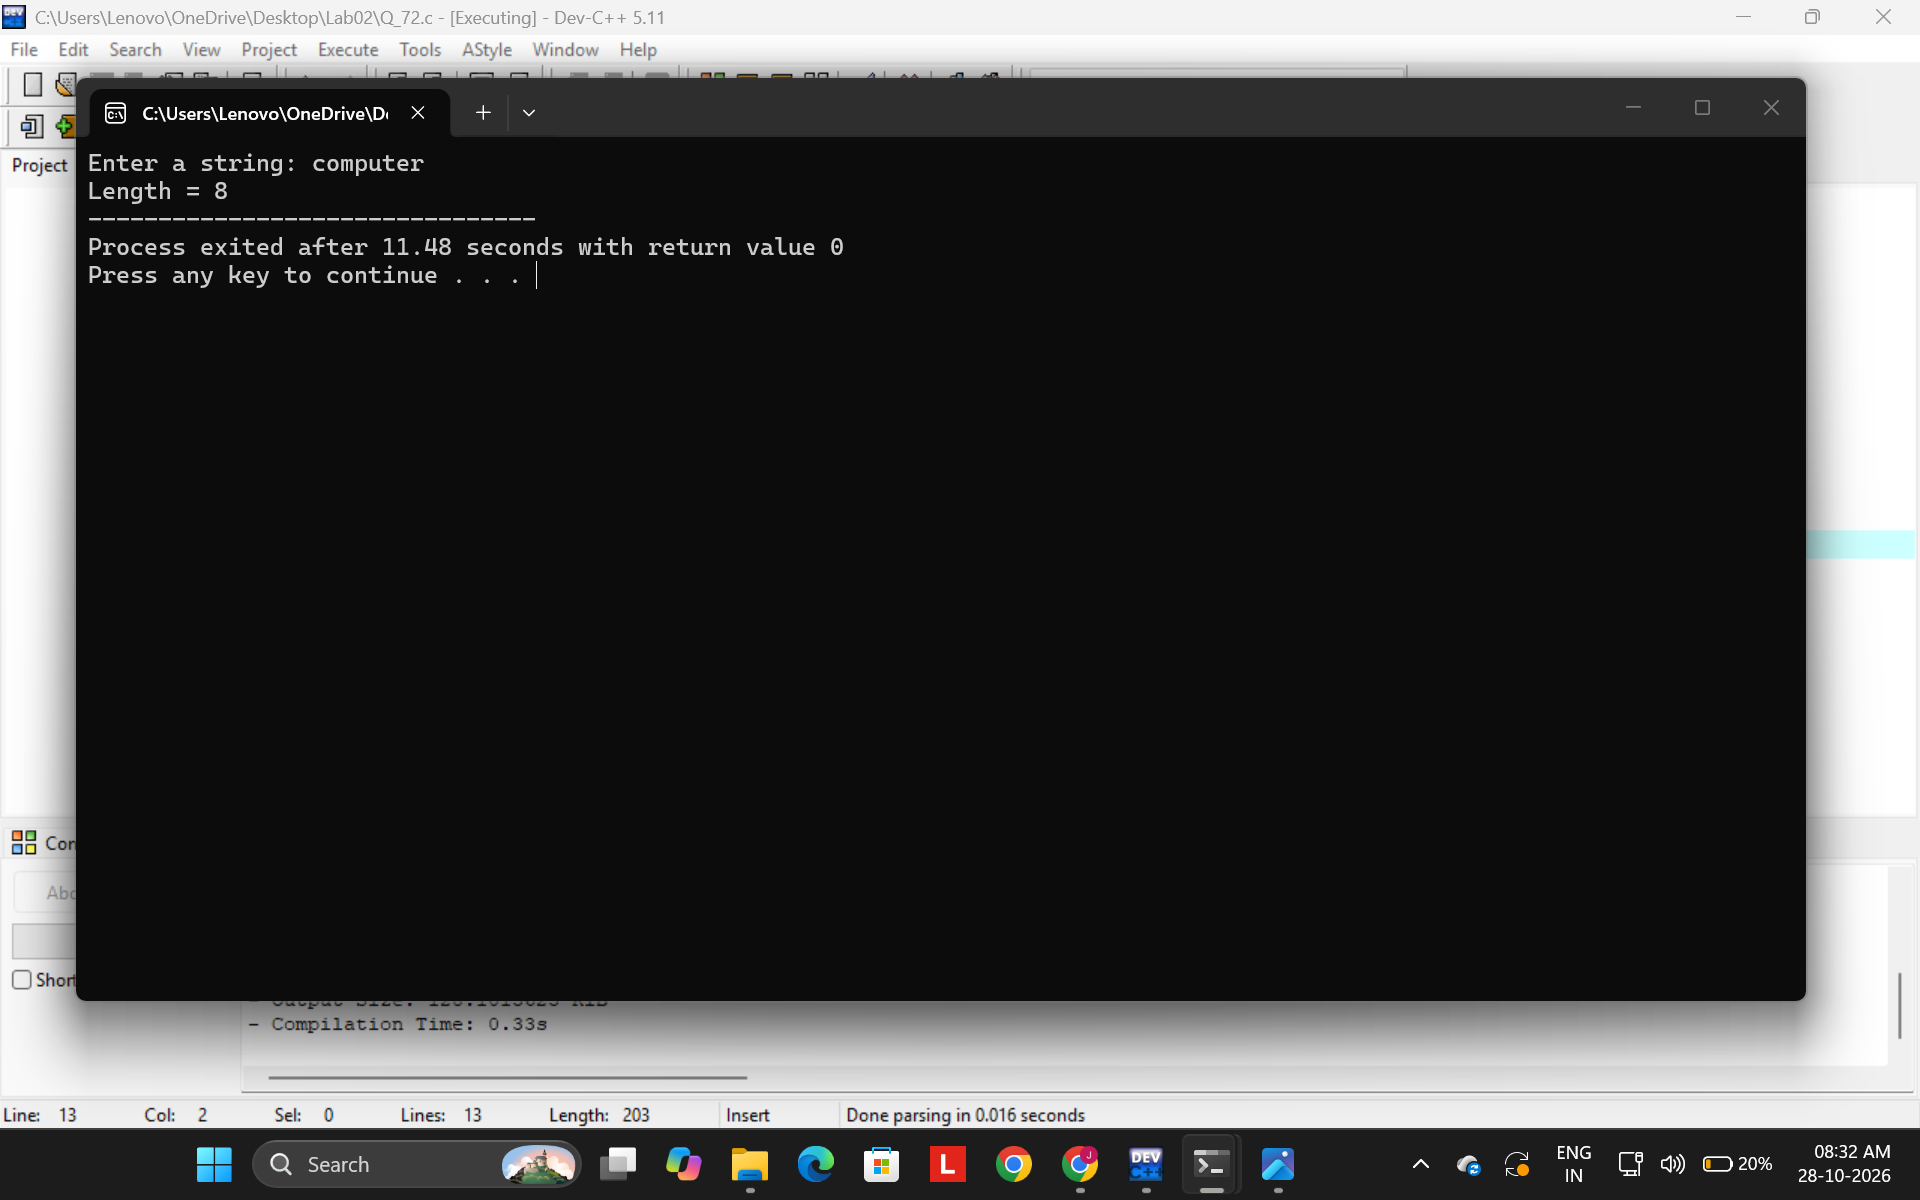 C:\Users\Lenovo\OneDrive\Desktop\Lab02\Q_72.c - [Executing] - Dev-C++ 5.11
File Edit Search View Project Execute Tools AStyle Window Help
C:\Users\Lenovo\OneDrive\De
Project
Enter a string: computer
Length = 8
--------------------------------
Process exited after 11.48 seconds with return value 0
Press any key to continue . . .
- Compilation Time: 0.33s
Line: 13 Col: 2 Sel: 0 Lines: 13 Length: 203 Insert Done parsing in 0.016 seconds
Search
DEV C++
L
J
ENG
IN
20%
08:32 AM
28-10-2026